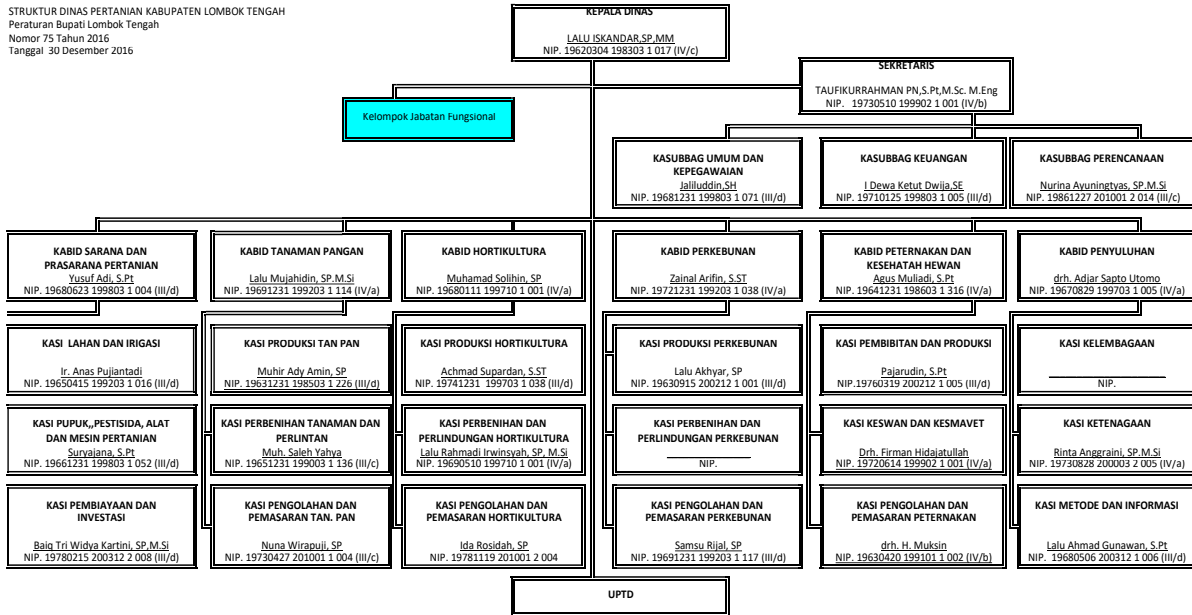 STRUKTUR DINAS PERTANIAN KABUPATEN LOMBOK TENGAH
Peraturan Bupati Lombok Tengah
Nomor 75 Tahun 2016
Tanggal 30 Desember 2016
KEPALA DINAS
LALU ISKANDAR,SP,MM
NIP. 19620304 198303 1 017 (IV/c)
SEKRETARIS
TAUFIKURRAHMAN PN,S.Pt,M.Sc. M.Eng
NIP. 19730510 199902 1 001 (IV/b)
Kelompok Jabatan Fungsional
KASUBBAG UMUM DAN
KEPEGAWAIAN
Jaliluddin,SH
NIP. 19681231 199803 1 071 (III/d)
KASUBBAG KEUANGAN
I Dewa Ketut Dwija,SE
NIP. 19710125 199803 1 005 (III/d)
KASUBBAG PERENCANAAN
Nurina Ayuningtyas, SP.M.Si
NIP. 19861227 201001 2 014 (III/c)
KABID SARANA DAN
PRASARANA PERTANIAN
Yusuf Adi, S.Pt
NIP. 19680623 199803 1 004 (III/d)
KABID TANAMAN PANGAN
Lalu Mujahidin, SP.M.Si
NIP. 19691231 199203 1 114 (IV/a)
KABID HORTIKULTURA
Muhamad Solihin, SP
NIP. 19680111 199710 1 001 (IV/a)
KABID PERKEBUNAN
Zainal Arifin, S.ST
NIP. 19721231 199203 1 038 (IV/a)
KABID PETERNAKAN DAN
KESEHATAH HEWAN
Agus Muliadi, S.Pt
NIP. 19641231 198603 1 316 (IV/a)
KABID PENYULUHAN
drh. Adjar Sapto Utomo
NIP. 19670829 199703 1 005 (IV/a)
KASI LAHAN DAN IRIGASI
Ir. Anas Pujiantadi
NIP. 19650415 199203 1 016 (III/d)
KASI PRODUKSI TAN PAN
Muhir Ady Amin, SP
NIP. 19631231 198503 1 226 (III/d)
KASI PRODUKSI HORTIKULTURA
Achmad Supardan, S.ST
NIP. 19741231 199703 1 038 (III/d)
KASI PRODUKSI PERKEBUNAN
Lalu Akhyar, SP
NIP. 19630915 200212 1 001 (III/d)
KASI PEMBIBITAN DAN PRODUKSI
Pajarudin, S.Pt
NIP.19760319 200212 1 005 (III/d)
KASI KELEMBAGAAN
NIP.
KASI PUPUK,,PESTISIDA, ALAT
DAN MESIN PERTANIAN
Suryajana, S.Pt
NIP. 19661231 199803 1 052 (III/d)
KASI PERBENIHAN TANAMAN DAN
PERLINTAN
Muh. Saleh Yahya
NIP. 19651231 199003 1 136 (III/c)
KASI PERBENIHAN DAN
PERLINDUNGAN HORTIKULTURA
Lalu Rahmadi Irwinsyah, SP, M.Si
NIP. 19690510 199710 1 001 (IV/a)
KASI PERBENIHAN DAN
PERLINDUNGAN PERKEBUNAN
NIP.
KASI KESWAN DAN KESMAVET
Drh. Firman Hidajatullah
NIP. 19720614 199902 1 001 (IV/a)
KASI KETENAGAAN
Rinta Anggraini, SP.M.Si
NIP. 19730828 200003 2 005 (IV/a)
KASI PEMBIAYAAN DAN
INVESTASI
Baiq Tri Widya Kartini, SP,M.Si
NIP. 19780215 200312 2 008 (III/d)
KASI PENGOLAHAN DAN
PEMASARAN TAN. PAN
Nuna Wirapuji, SP
NIP. 19730427 201001 1 004 (III/c)
KASI PENGOLAHAN DAN
PEMASARAN HORTIKULTURA
Ida Rosidah, SP
NIP. 19781119 201001 2 004
KASI PENGOLAHAN DAN
PEMASARAN PERKEBUNAN
Samsu Rijal, SP
NIP. 19691231 199203 1 117 (III/d)
KASI PENGOLAHAN DAN
PEMASARAN PETERNAKAN
drh. H. Muksin
NIP. 19630420 199101 1 002 (IV/b)
KASI METODE DAN INFORMASI
Lalu Ahmad Gunawan, S.Pt
NIP. 19680506 200312 1 006 (III/d)
UPTD